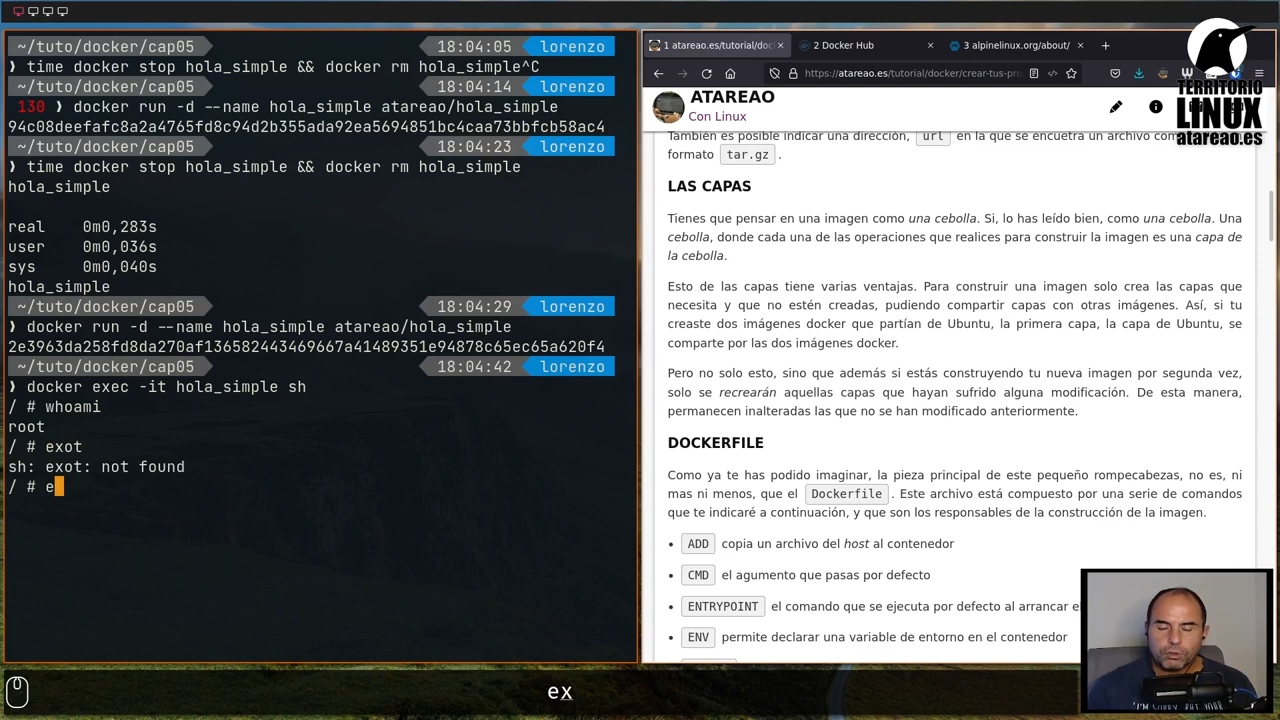 ~/tuto/docker/cap05 18:04:05 lorenzo
❯ time docker stop hola_simple && docker rm hola_simple^C
~/tuto/docker/cap05 18:04:14 lorenzo
130 ❯ docker run -d --name hola_simple atareao/hola_simple
94c08deefafc8a2a4765fd8c94d2b355ada92ea5694851bc4caa73bbfcb58ac4
~/tuto/docker/cap05 18:04:23 lorenzo
❯ time docker stop hola_simple && docker rm hola_simple
hola_simple
real 0m0,283s
user 0m0,036s
sys 0m0,040s
hola_simple
~/tuto/docker/cap05 18:04:29 lorenzo
❯ docker run -d --name hola_simple atareao/hola_simple
2e3963da258fd8da270af136582443469667a41489351e94878c65ec65a620f4
~/tuto/docker/cap05 18:04:42 lorenzo
❯ docker exec -it hola_simple sh
/ # whoami
root
/ # exot
sh: exot: not found
/ # e
1 atareao.es/tutorial/doc
2 Docker Hub
3 alpinelinux.org/about/
https://atareao.es/tutorial/docker/crear-tus-pro
ATAREAO
Con Linux
TERRITORIO
LINUX
atareao.es
También es posible indicar una dirección, url en la que se encuetra un archivo com
formato tar.gz .
LAS CAPAS
Tienes que pensar en una imagen como una cebolla. Si, lo has leído bien, como una cebolla. Una
cebolla, donde cada una de las operaciones que realices para construir la imagen es una capa de
la cebolla.
Esto de las capas tiene varias ventajas. Para construir una imagen solo crea las capas que
necesita y que no estén creadas, pudiendo compartir capas con otras imágenes. Así, si tu
creaste dos imágenes docker que partían de Ubuntu, la primera capa, la capa de Ubuntu, se
comparte por las dos imágenes docker.
Pero no solo esto, sino que además si estás construyendo tu nueva imagen por segunda vez,
solo se recrearán aquellas capas que hayan sufrido alguna modificación. De esta manera,
permanecen inalteradas las que no se han modificado anteriormente.
DOCKERFILE
Como ya te has podido imaginar, la pieza principal de este pequeño rompecabezas, no es, ni
mas ni menos, que el Dockerfile . Este archivo está compuesto por una serie de comandos
que te indicaré a continuación, y que son los responsables de la construcción de la imagen.
• ADD copia un archivo del host al contenedor
• CMD el agumento que pasas por defecto
• ENTRYPOINT el comando que se ejecuta por defecto al arrancar e
• ENV permite declarar una variable de entorno en el contenedor
ex